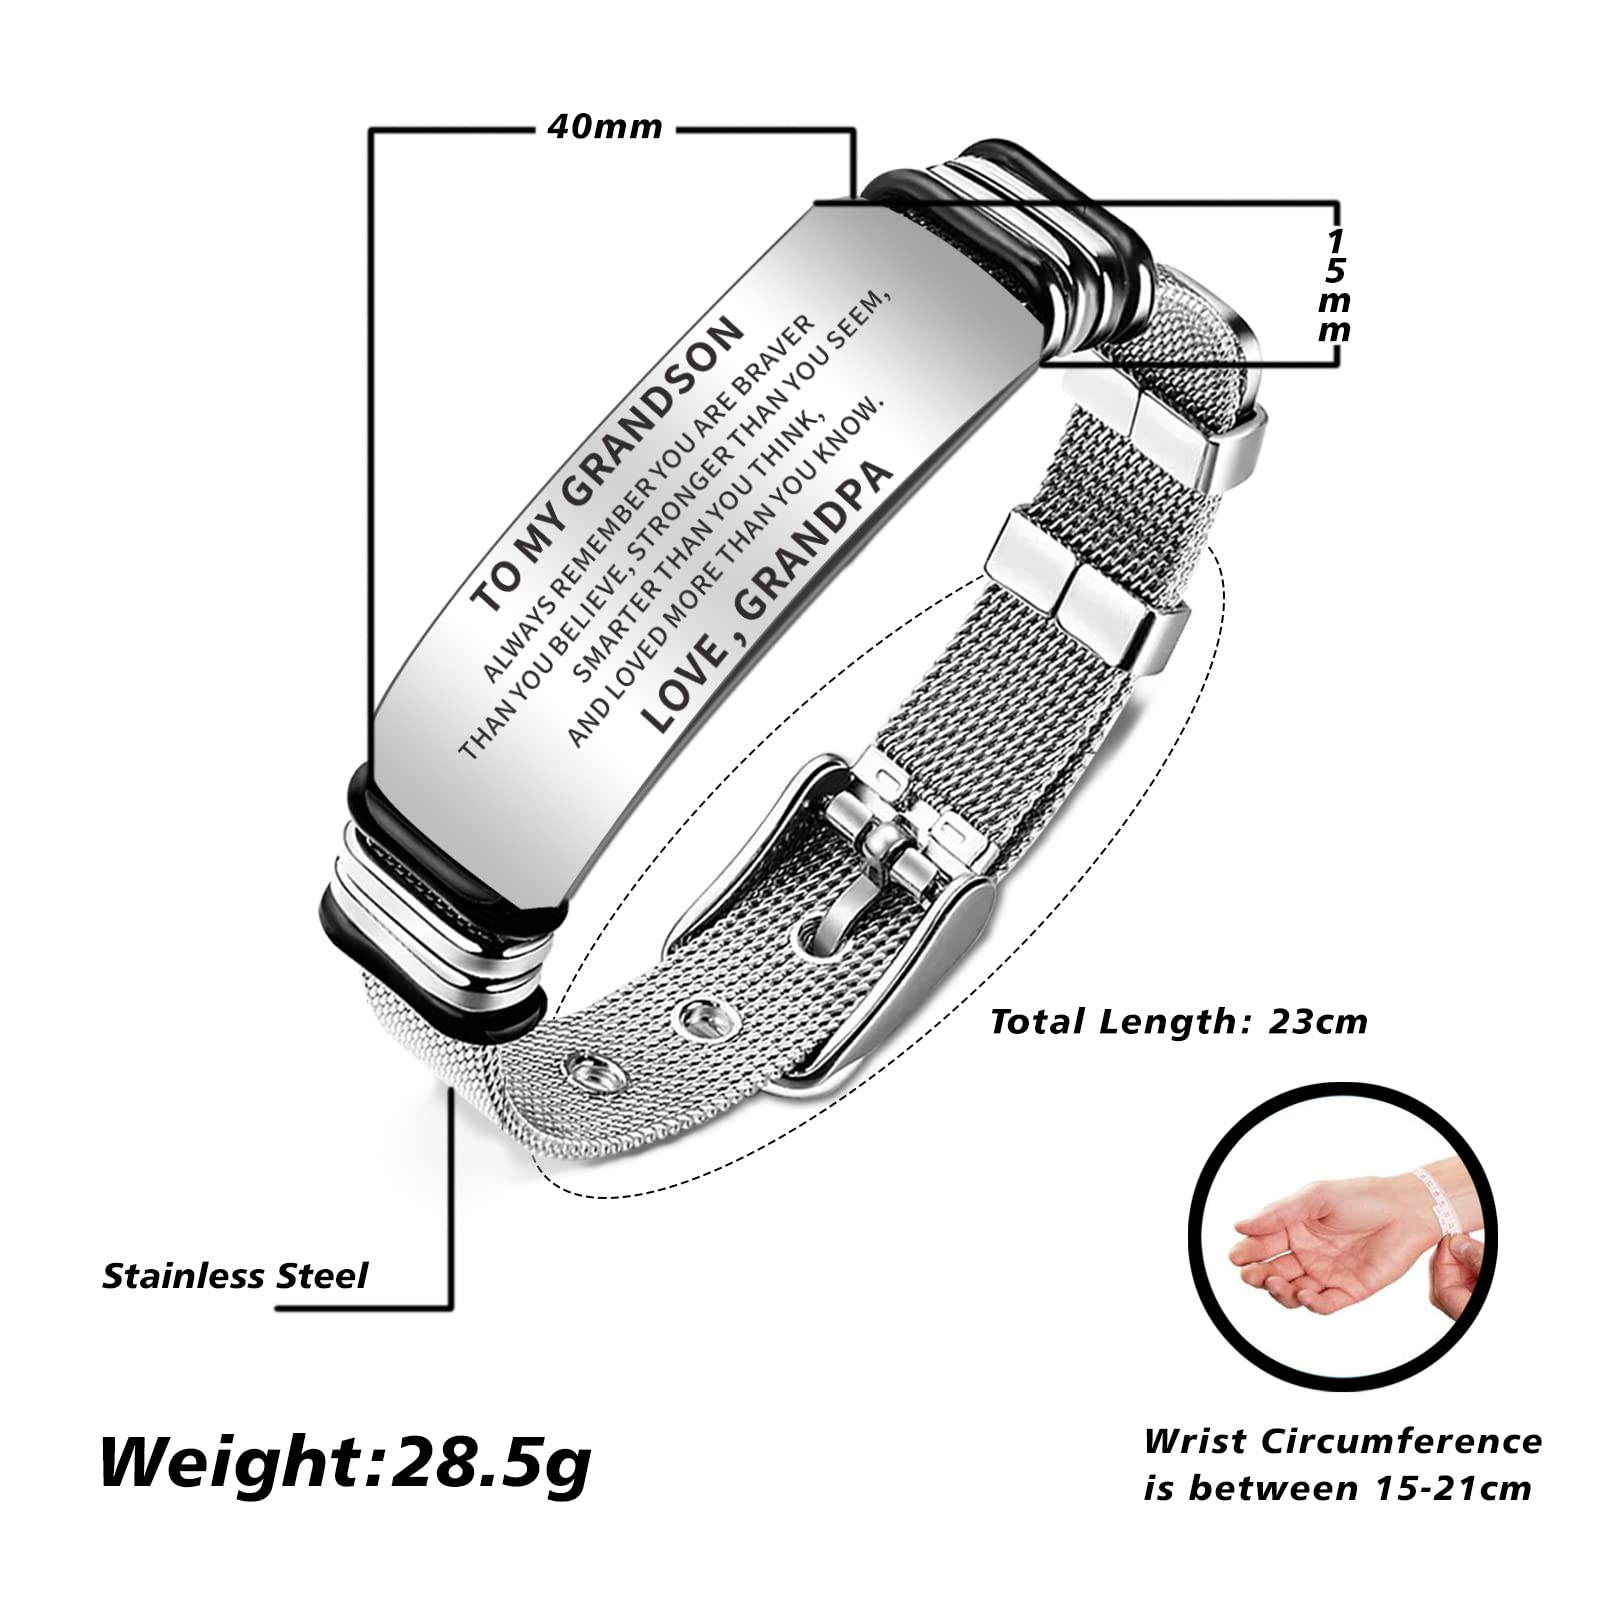 40mm
15mm
TO MY GRANDSON
ALWAYS REMEMBER YOU ARE BRAVER
THAN YOU BELIEVE, STRONGER THAN YOU SEEM,
SMARTER THAN YOU THINK,
AND LOVED MORE THAN YOU KNOW.
LOVE , GRANDPA
Total Length: 23cm
Stainless Steel
Weight:28.5g
Wrist Circumference
is between 15-21cm